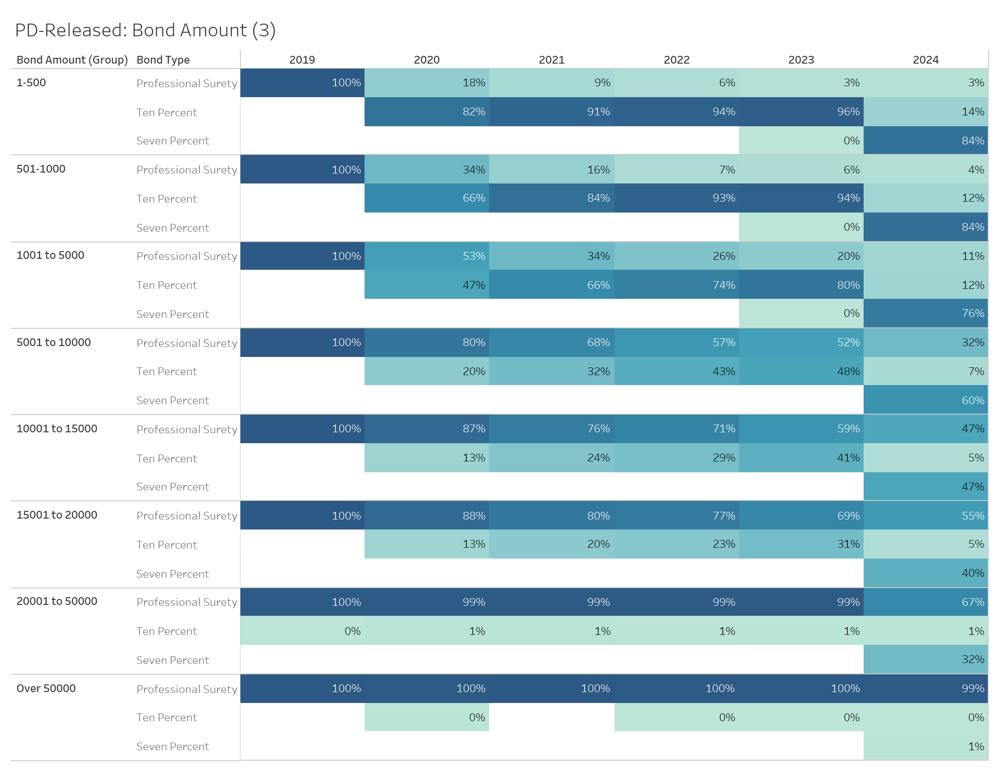 PD-Released: Bond Amount (3)
Bond Amount (Group) Bond Type 2019 2020 2021 2022 2023 2024
1-500 Professional Surety 100% 18% 9% 6% 3% 3%
Ten Percent 82% 91% 94% 96% 14%
Seven Percent 0% 84%
501-1000 Professional Surety 100% 34% 16% 7% 6% 4%
Ten Percent 66% 84% 93% 94% 12%
Seven Percent 0% 84%
1001 to 5000 Professional Surety 100% 53% 34% 26% 20% 11%
Ten Percent 47% 66% 74% 80% 12%
Seven Percent 0% 76%
5001 to 10000 Professional Surety 100% 80% 68% 57% 52% 32%
Ten Percent 20% 32% 43% 48% 7%
Seven Percent 60%
10001 to 15000 Professional Surety 100% 87% 76% 71% 59% 47%
Ten Percent 13% 24% 29% 41% 5%
Seven Percent 47%
15001 to 20000 Professional Surety 100% 88% 80% 77% 69% 55%
Ten Percent 13% 20% 23% 31% 5%
Seven Percent 40%
20001 to 50000 Professional Surety 100% 99% 99% 99% 99% 67%
Ten Percent 0% 1% 1% 1% 1% 1%
Seven Percent 32%
Over 50000 Professional Surety 100% 100% 100% 100% 100% 99%
Ten Percent 0% 0% 0% 0%
Seven Percent 1%